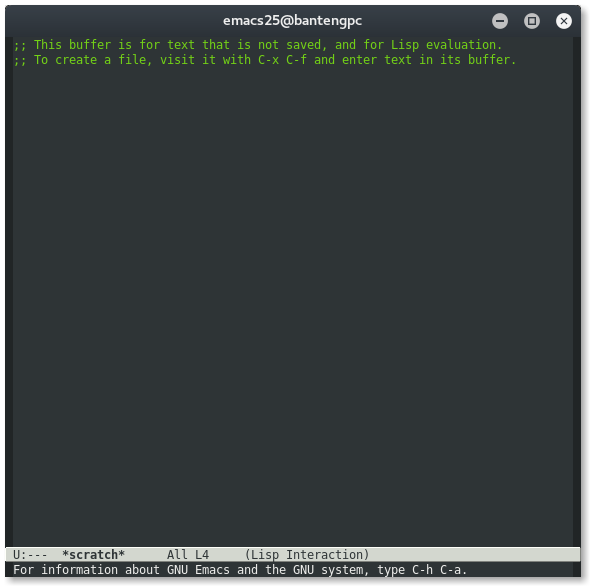 emacs25@bantengpc
;; This buffer is for text that is not saved, and for Lisp evaluation.
;; To create a file, visit it with C-x C-f and enter text in its buffer.
U:--- *scratch* All L4 (Lisp Interaction)
For information about GNU Emacs and the GNU system, type C-h C-a.